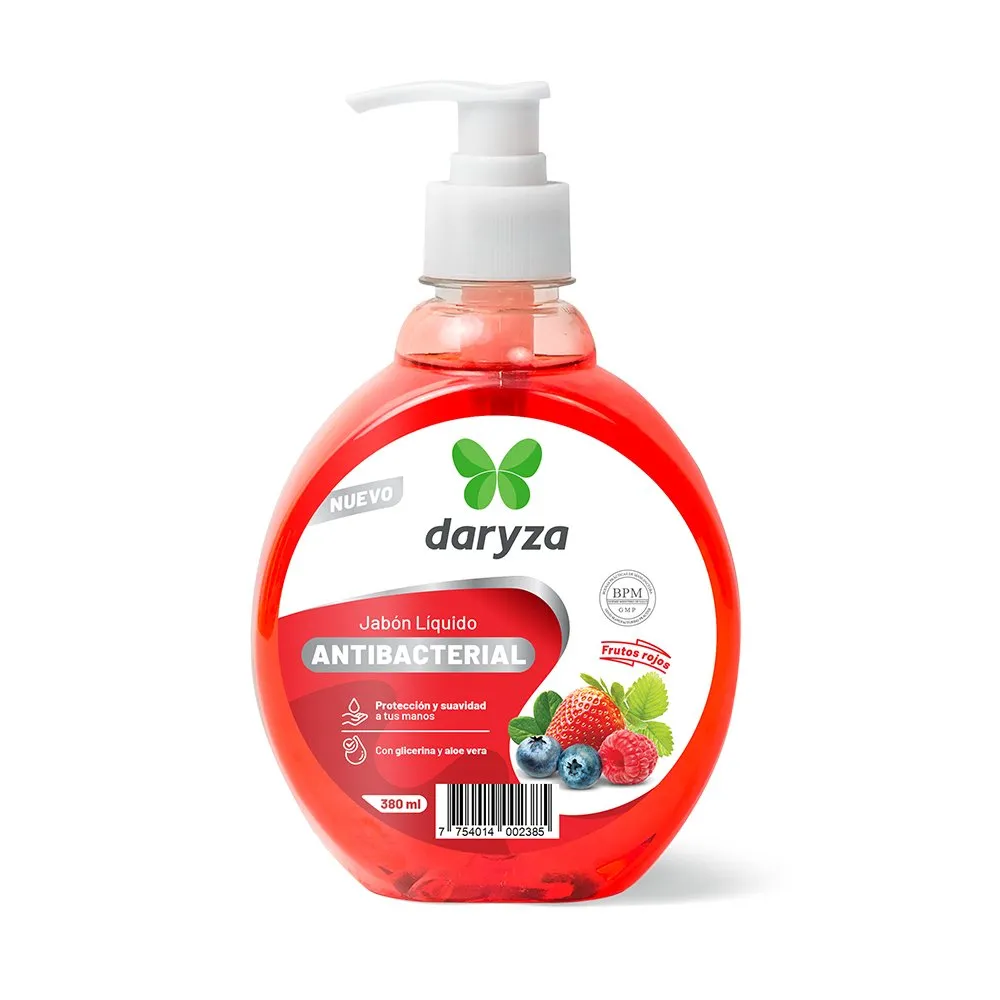 NUEVO
daryza
BPM
GMP
Jabón Líquido
ANTIBACTERIAL
Frutos rojos
Protección y suavidad
a tus manos
Con glicerina y aloe vera
380 ml
7 754014 002385